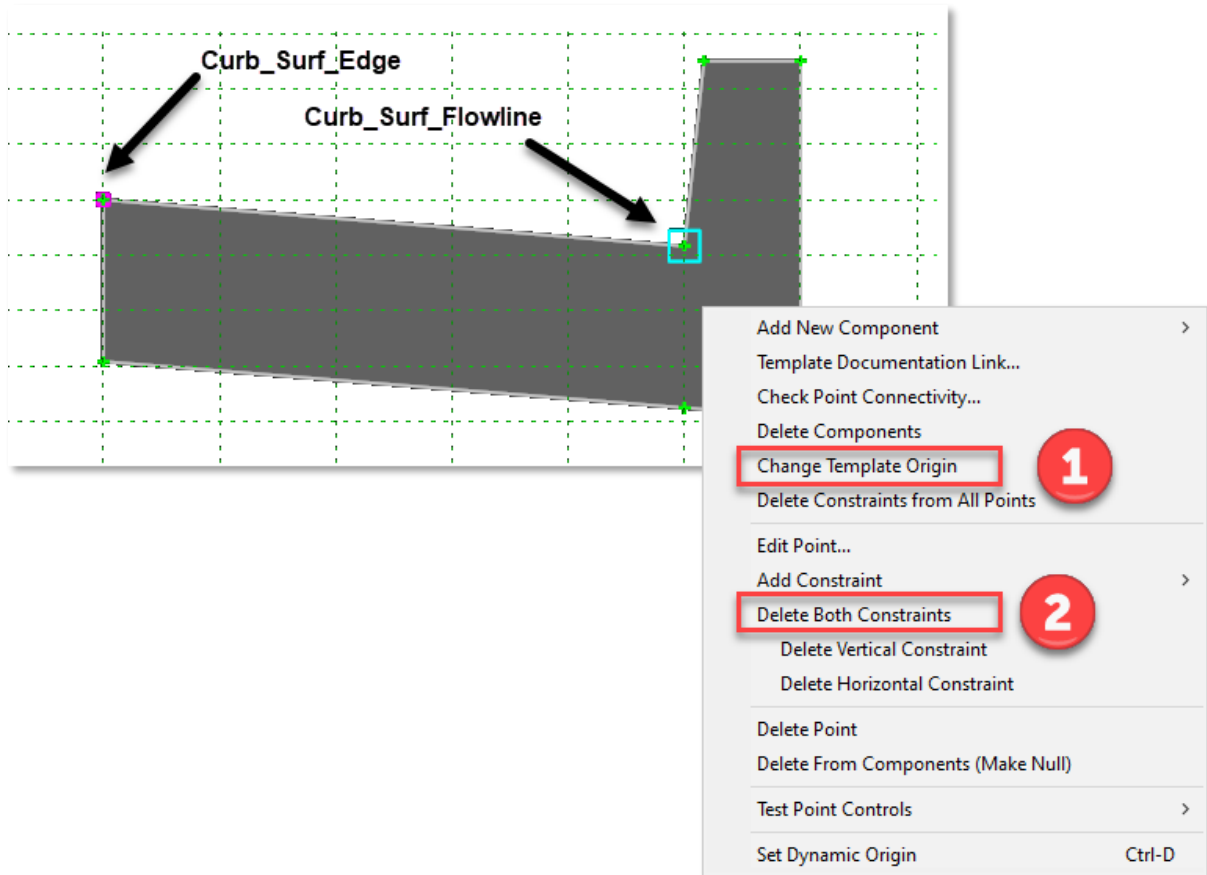 Curb_Surf_Edge
Curb_Surf_Flowline
Add New Component >
Template Documentation Link...
Check Point Connectivity...
Delete Components
Change Template Origin
1
Delete Constraints from All Points
Edit Point...
Add Constraint >
Delete Both Constraints
2
Delete Vertical Constraint
Delete Horizontal Constraint
Delete Point
Delete From Components (Make Null)
Test Point Controls >
Set Dynamic Origin Ctrl-D